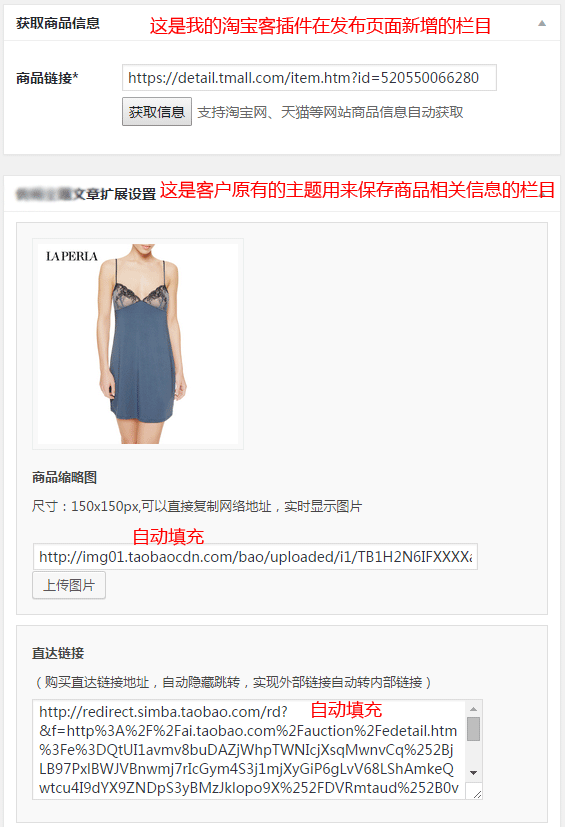 获取商品信息
这是我的淘宝客插件在发布页面新增的栏目
商品链接*
https://detail.tmall.com/item.htm?id=520550066280
获取信息 支持淘宝网、天猫等网站商品信息自动获取
文章扩展设置
这是客户原有的主题用来保存商品相关信息的栏目
LA PERLA
商品缩略图
尺寸：150x150px,可以直接复制网络地址，实时显示图片
自动填充
http://img01.taobaocdn.com/bao/uploaded/i1/TB1H2N6IFXXXX
上传图片
直达链接
（购买直达链接地址，自动隐藏跳转，实现外部链接自动转内部链接）
自动填充
http://redirect.simba.taobao.com/rd?
&f=http%3A%2F%2Fai.taobao.com%2Fauction%2Fedetail.htm
%3Fe%3DQtUI1avmv8buDAZjWhpTWNIcjXsqMwnvCq%252Bj
LB97PxlBWJVBnwmj7rIcGym4S3j1mjXyGiP6gLvV68LShAmkeQ
wtcu4I9dYX9ZNDpS3yBMzJklopo9X%252FDVRmtaud%252B0v